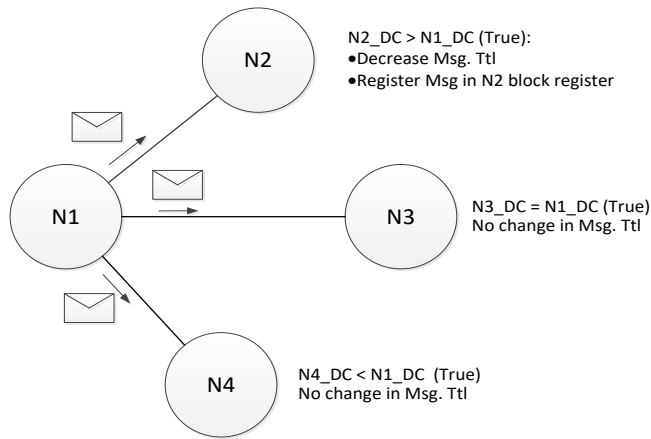 N2
N2_DC > N1_DC (True):
•Decrease Msg. Ttl
•Register Msg in N2 block register
N1
N3
N3_DC = N1_DC (True)
No change in Msg. Ttl
N4
N4_DC < N1_DC  (True)
No change in Msg. Ttl